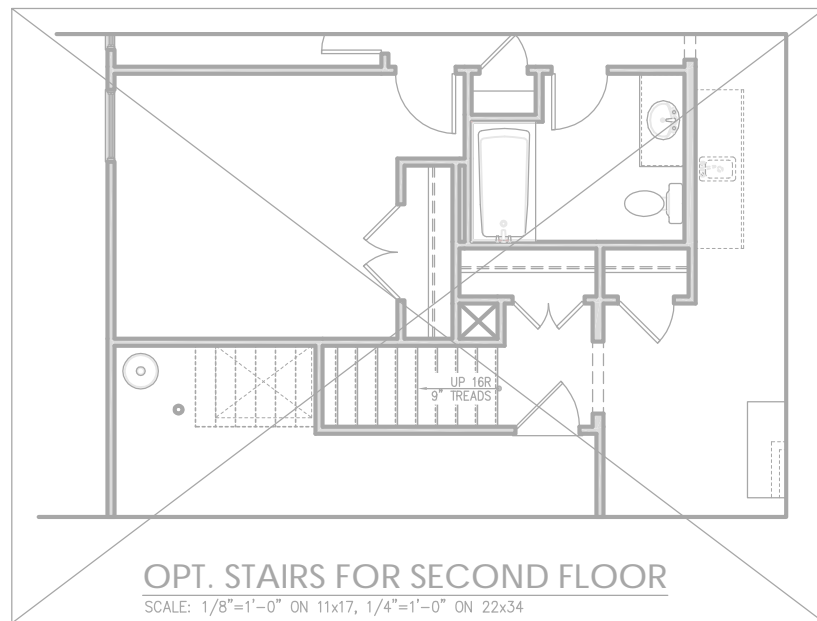 UP 16R
9" TREADS
OPT. STAIRS FOR SECOND FLOOR
SCALE: 1/8"=1'-0" ON 11x17, 1/4"=1'-0" ON 22x34